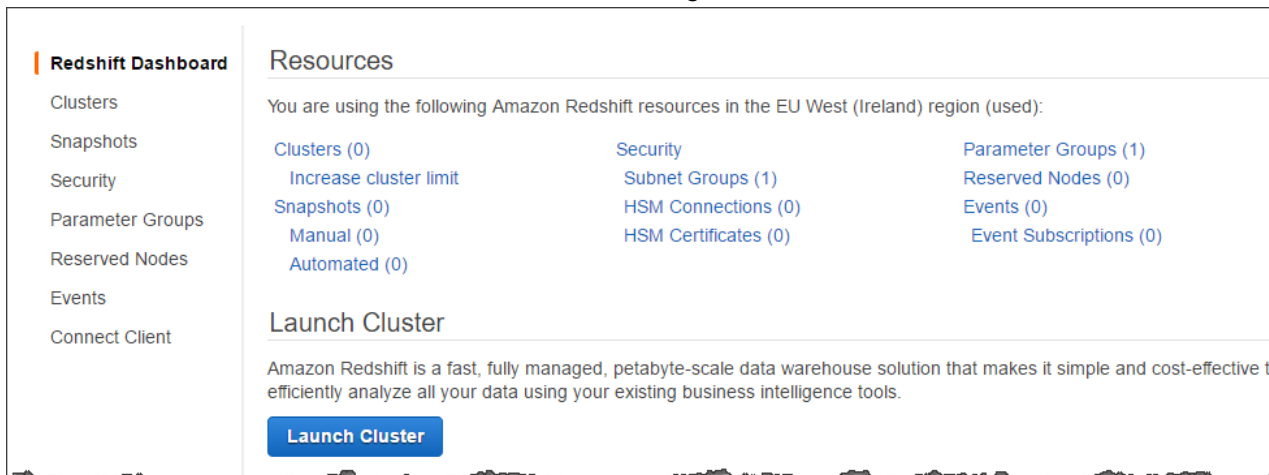 Redshift Dashboard
Clusters
Snapshots
Security
Parameter Groups
Reserved Nodes
Events
Connect Client
Resources
You are using the following Amazon Redshift resources in the EU West (Ireland) region (used):
Clusters (0)
Increase cluster limit
Snapshots (0)
Manual (0)
Automated (0)
Security
Subnet Groups (1)
HSM Connections (0)
HSM Certificates (0)
Parameter Groups (1)
Reserved Nodes (0)
Events (0)
Event Subscriptions (0)
Launch Cluster
Amazon Redshift is a fast, fully managed, petabyte-scale data warehouse solution that makes it simple and cost-effective
efficiently analyze all your data using your existing business intelligence tools.
Launch Cluster